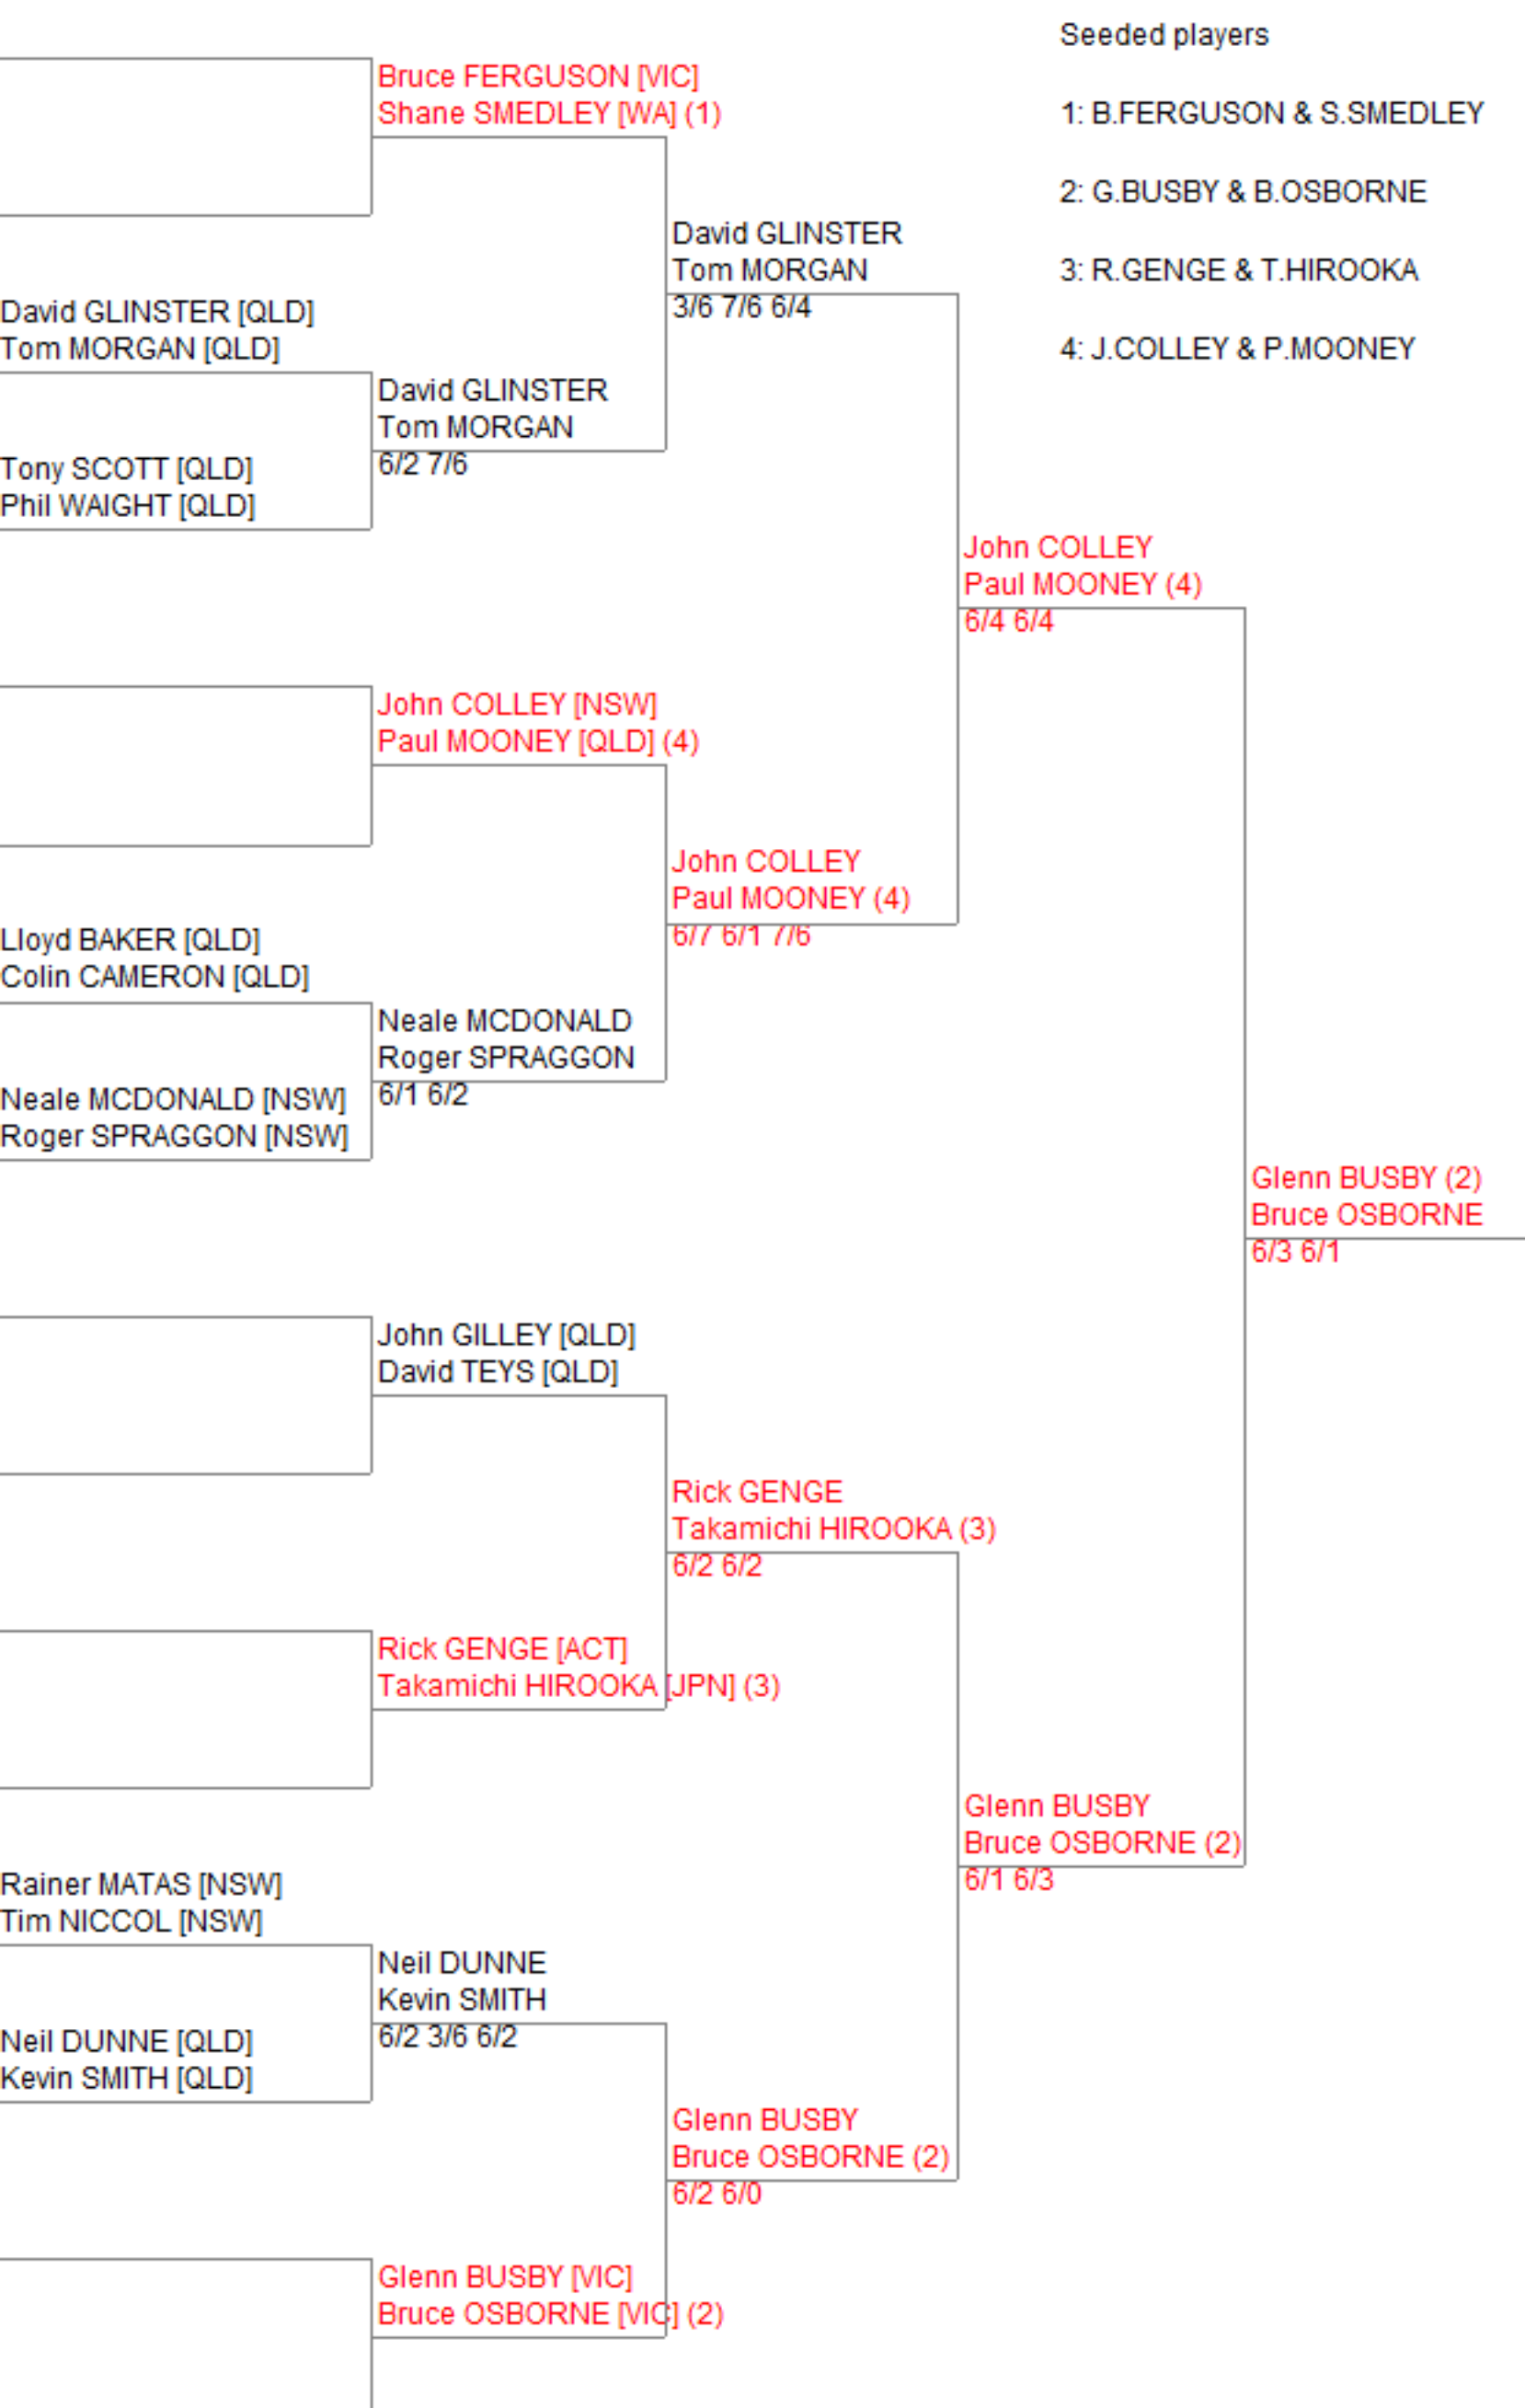 Seeded players
1: B.FERGUSON & S.SMEDLEY
2: G.BUSBY & B.OSBORNE
3: R.GENGE & T.HIROOKA
4: J.COLLEY & P.MOONEY
Bruce FERGUSON [VIC]
Shane SMEDLEY [WA] (1)
David GLINSTER
Tom MORGAN
3/6 7/6 6/4
David GLINSTER [QLD]
Tom MORGAN [QLD]
David GLINSTER
Tom MORGAN
6/2 7/6
Tony SCOTT [QLD]
Phil WAIGHT [QLD]
John COLLEY
Paul MOONEY (4)
6/4 6/4
John COLLEY [NSW]
Paul MOONEY [QLD] (4)
John COLLEY
Paul MOONEY (4)
6/7 6/1 7/6
Lloyd BAKER [QLD]
Colin CAMERON [QLD]
Neale MCDONALD
Roger SPRAGGON
6/1 6/2
Neale MCDONALD [NSW]
Roger SPRAGGON [NSW]
Glenn BUSBY (2)
Bruce OSBORNE
6/3 6/1
John GILLEY [QLD]
David TEYS [QLD]
Rick GENGE
Takamichi HIROOKA (3)
6/2 6/2
Rick GENGE [ACT]
Takamichi HIROOKA [JPN] (3)
Glenn BUSBY
Bruce OSBORNE (2)
6/1 6/3
Rainer MATAS [NSW]
Tim NICCOL [NSW]
Neil DUNNE
Kevin SMITH
6/2 3/6 6/2
Neil DUNNE [QLD]
Kevin SMITH [QLD]
Glenn BUSBY
Bruce OSBORNE (2)
6/2 6/0
Glenn BUSBY [VIC]
Bruce OSBORNE [VIC] (2)